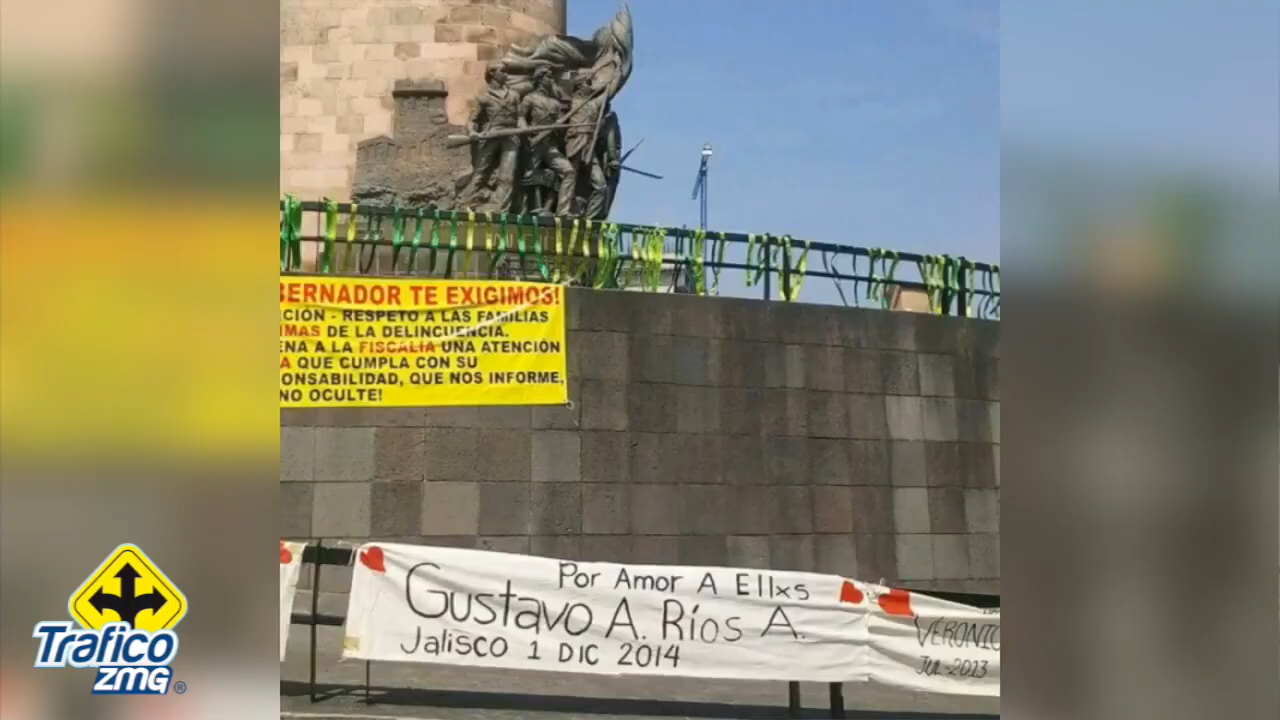 BERNADOR TE EXIGIMOS!
CIÓN - RESPETO A LAS FAMILIAS
IMAS DE LA DELINCUENCIA.
ENA A LA FISCALIA UNA ATENCIÓN
A QUE CUMPLA CON SU
ONSABILIDAD, QUE NOS INFORME,
NO OCULTE!
Por Amor A Ellxs
Gustavo A. Ríos A.
Jalisco 1 DIC 2014
VERONIC
JUL-2013
Trafico
ZMG ®